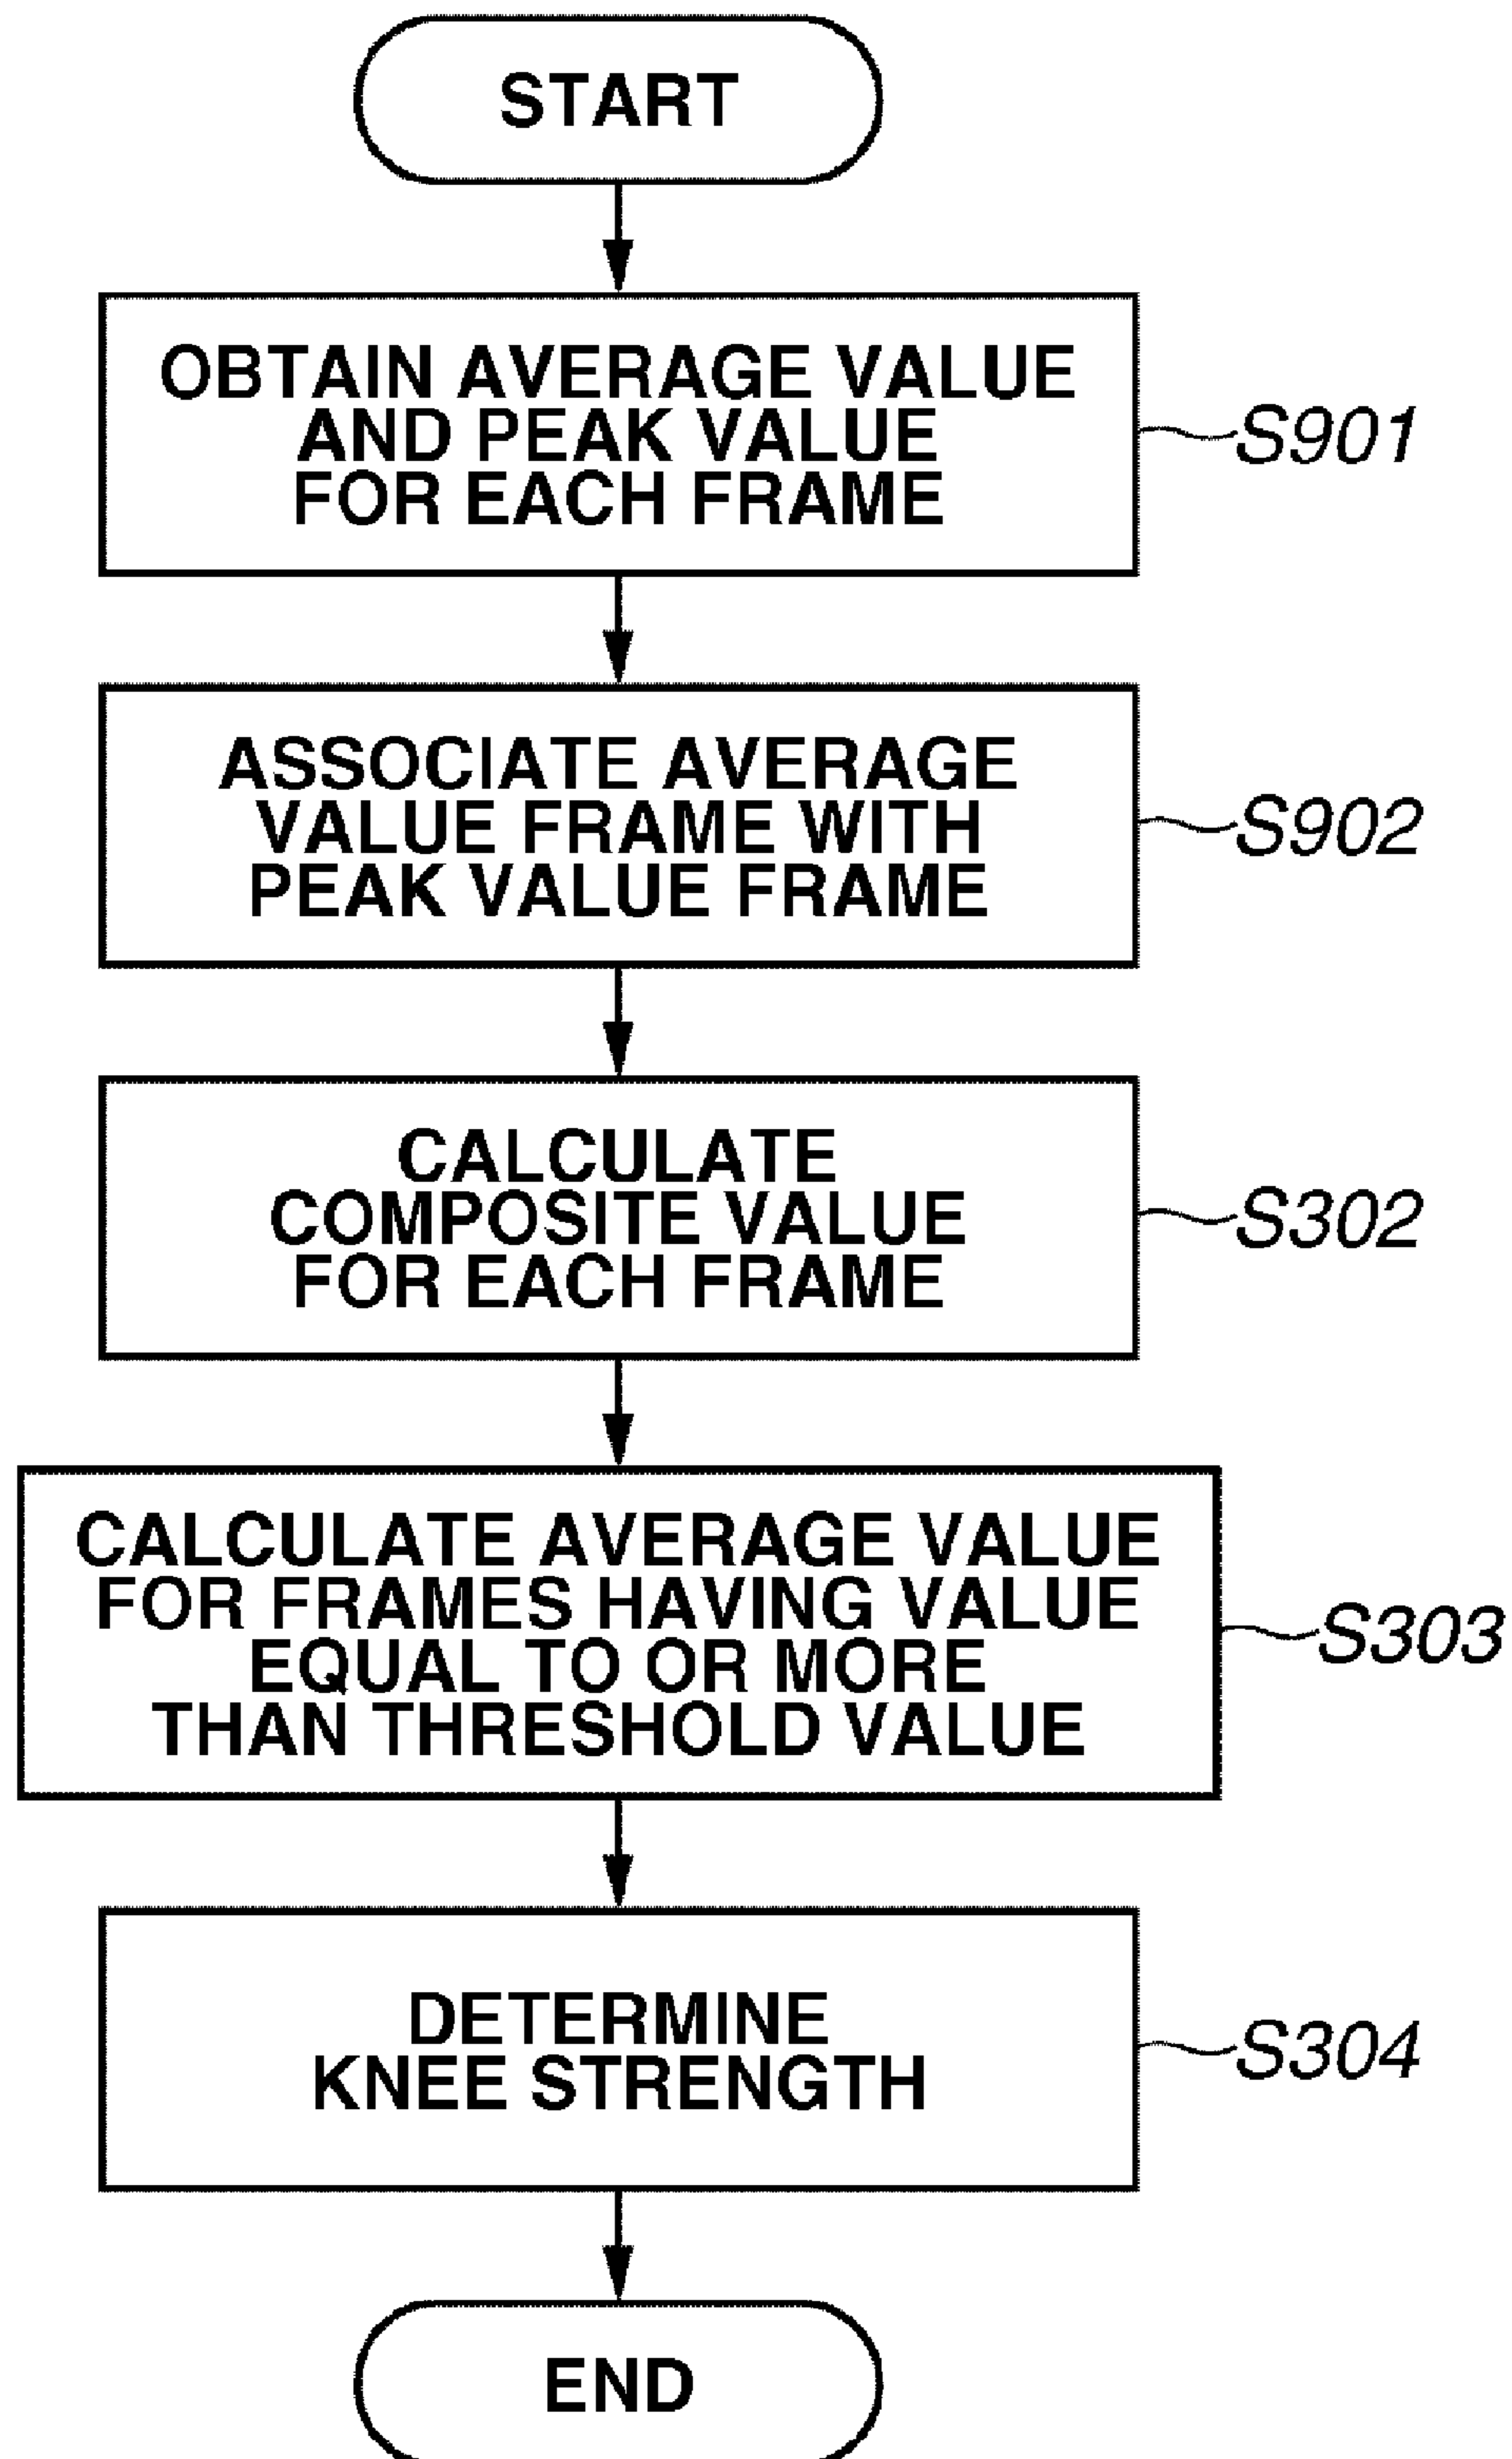 START
OBTAIN AVERAGE VALUE
AND PEAK VALUE
FOR EACH FRAME
S901
ASSOCIATE AVERAGE
VALUE FRAME WITH
PEAK VALUE FRAME
S902
CALCULATE
COMPOSITE VALUE
FOR EACH FRAME
S302
CALCULATE AVERAGE VALUE
FOR FRAMES HAVING VALUE
EQUAL TO OR MORE
THAN THRESHOLD VALUE
S303
DETERMINE
KNEE STRENGTH
S304
END